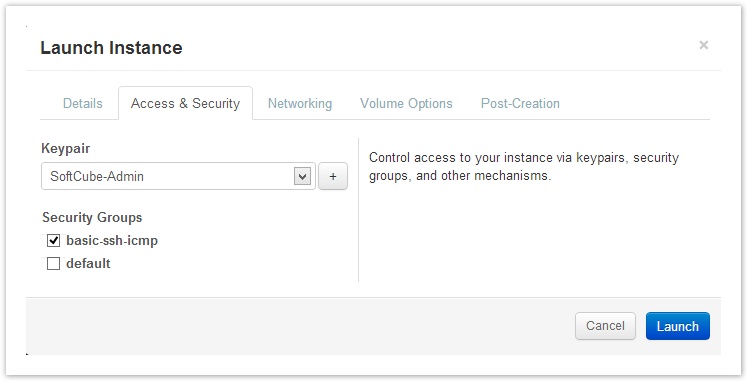 Launch Instance
×
Details Access & Security Networking Volume Options Post-Creation
Keypair
SoftCube-Admin
+
Security Groups
basic-ssh-icmp
default
Control access to your instance via keypairs, security
groups, and other mechanisms.
Cancel Launch